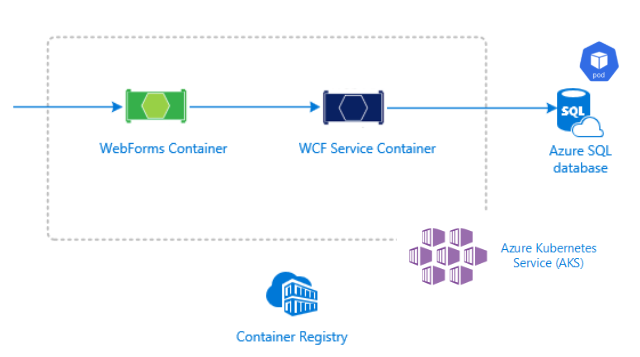 pod
SQL
WebForms Container
WCF Service Container
Azure SQL
database
Azure Kubernetes
Service (AKS)
Container Registry